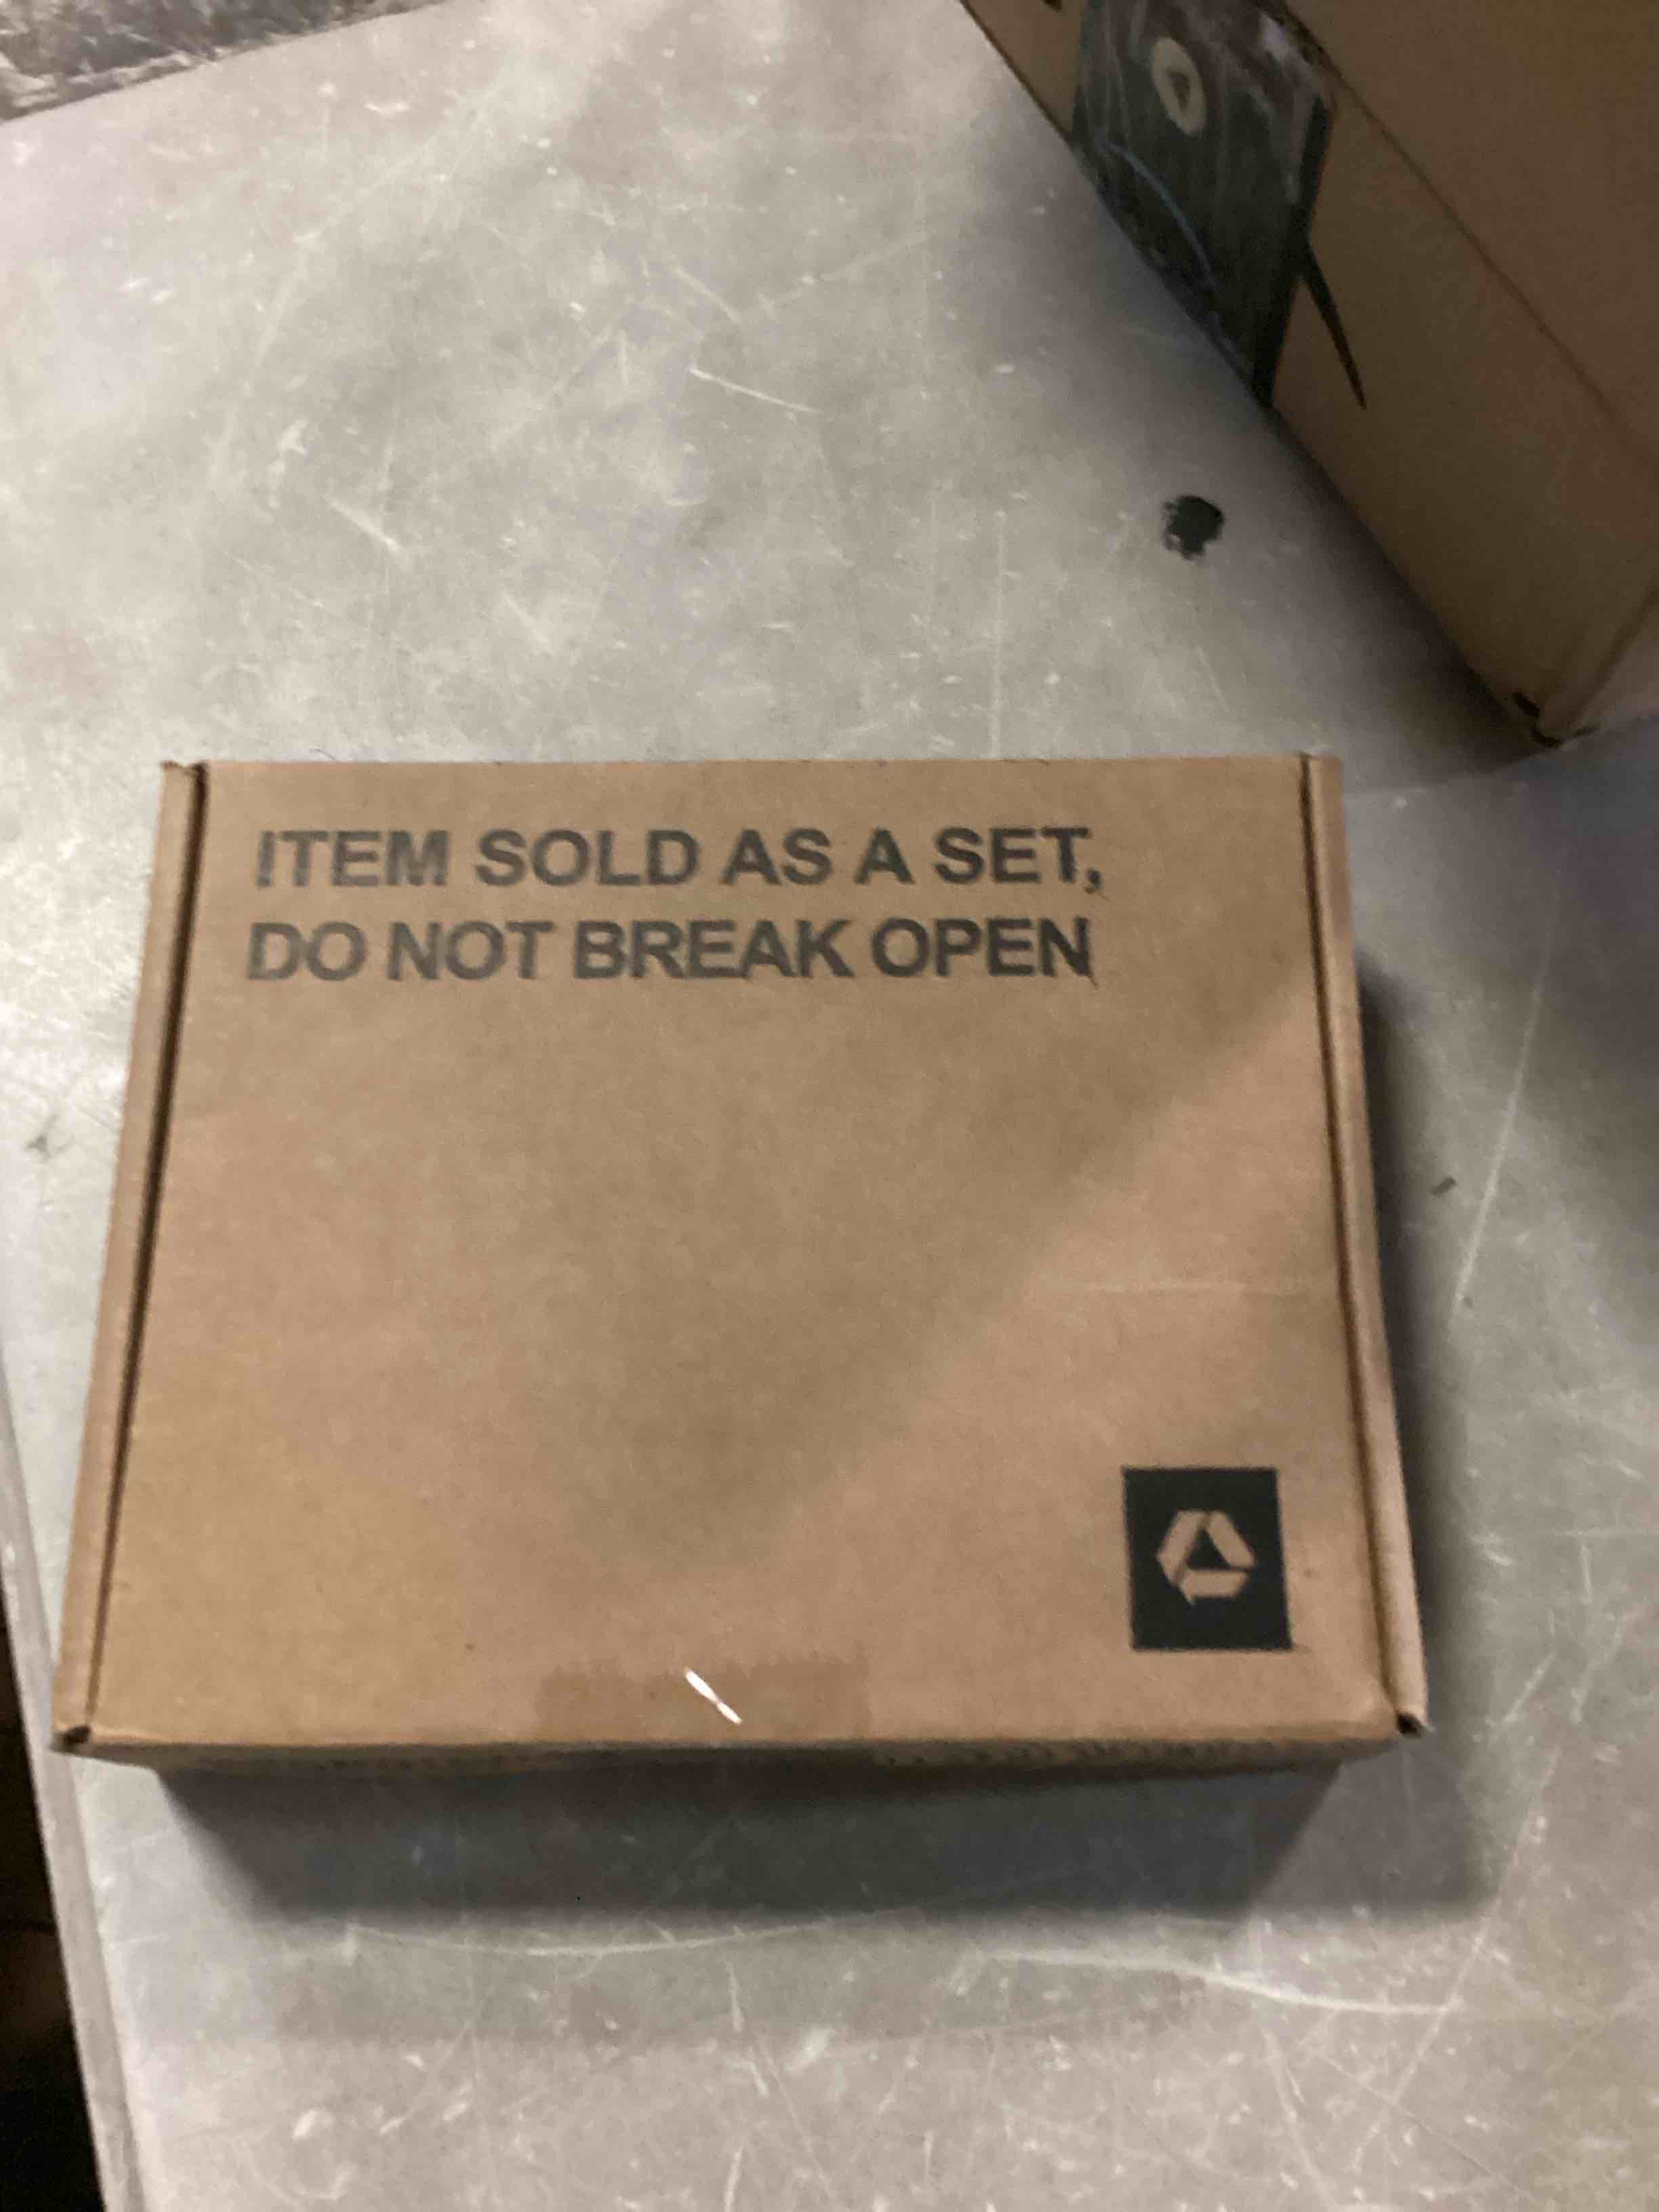 ITEM SOLD AS A SET,
DO NOT BREAK OPEN